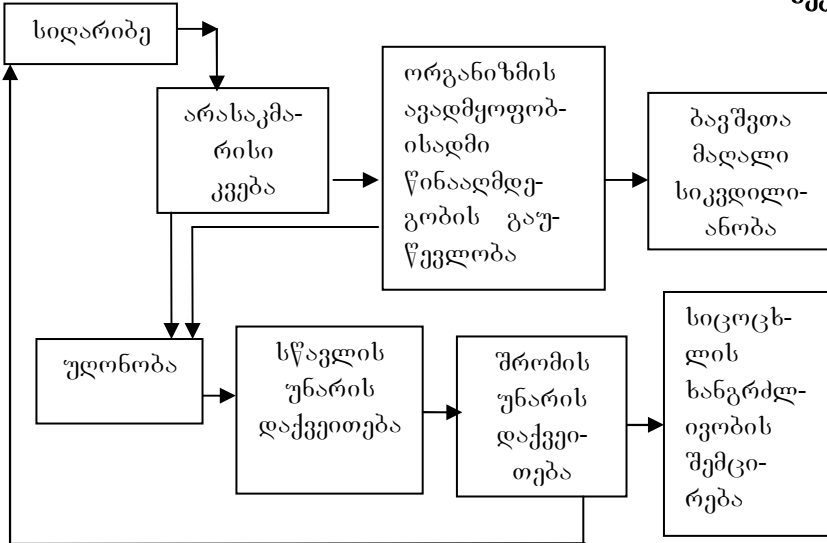 სიღარიბე
არასაკმა-
რისი
კვება
ორგანიზმის
ავადმყოფობ-
ისადმი
წინააღმდე-
გობის გაუ-
წევლობა
ბავშვთა
მაღალი
სიკვდილი-
ანობა
უღონობა
სწავლის
უნარის
დაქვეითება
შრომის
უნარის
დაქვეი-
თება
სიცოცხ-
ლის
ხანგრძლ-
ივობის
შემცი-
რება